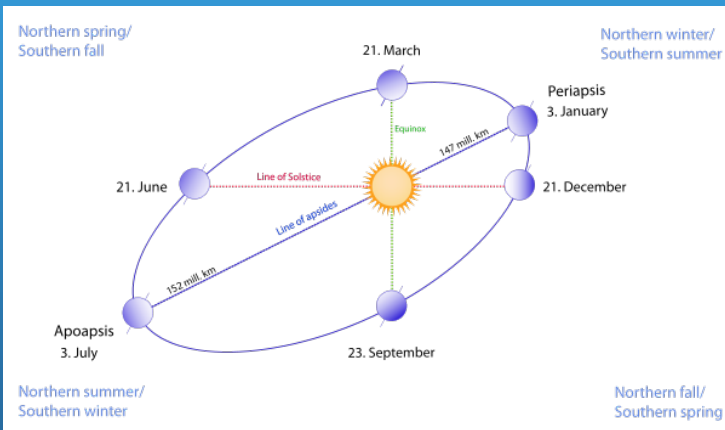 Northern spring/
Southern fall
21. March
Northern winter/
Southern summer
Periapsis
3. January
Equinox
147 mill. km
21. June
Line of Solstice
21. December
Line of apsides
152 mill. km
Apoapsis
3. July
23. September
Northern summer/
Southern winter
Northern fall/
Southern spring